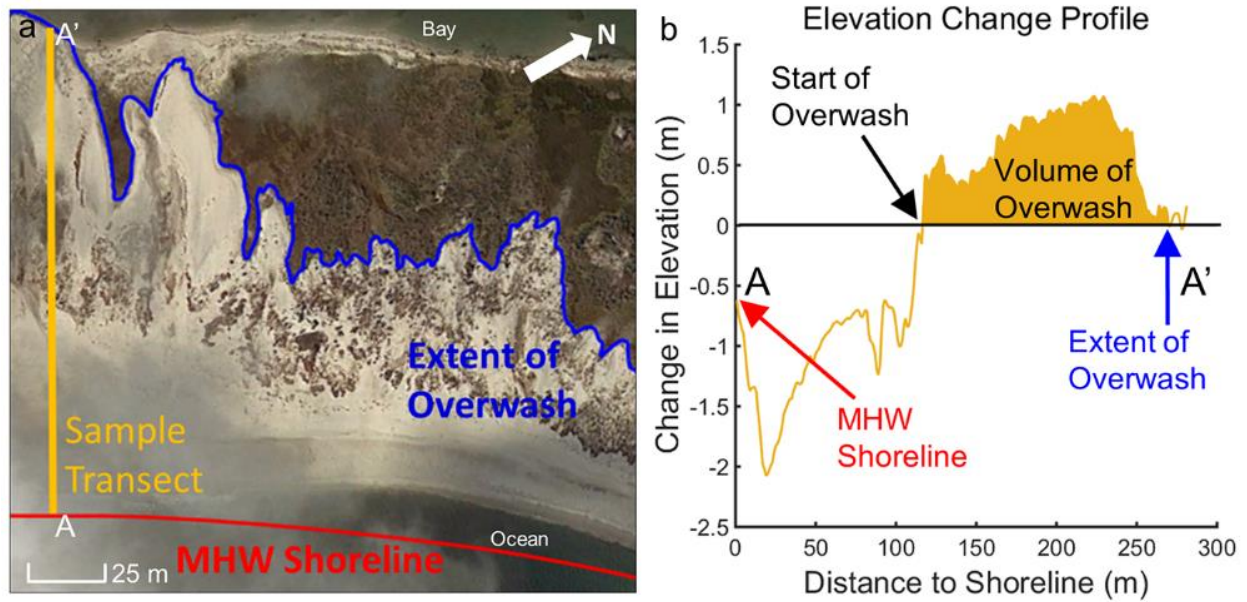 a
A'
Bay
N
Extent of
Overwash
Sample
Transect
A
Ocean
MHW Shoreline
25 m
b
Elevation Change Profile
Change in Elevation (m)
1.5
1
0.5
0
-0.5
-1
-1.5
-2
-2.5
Start of
Overwash
Volume of
Overwash
A
A’
Extent of
Overwash
MHW
Shoreline
0
50
100
150
200
250
300
Distance to Shoreline (m)